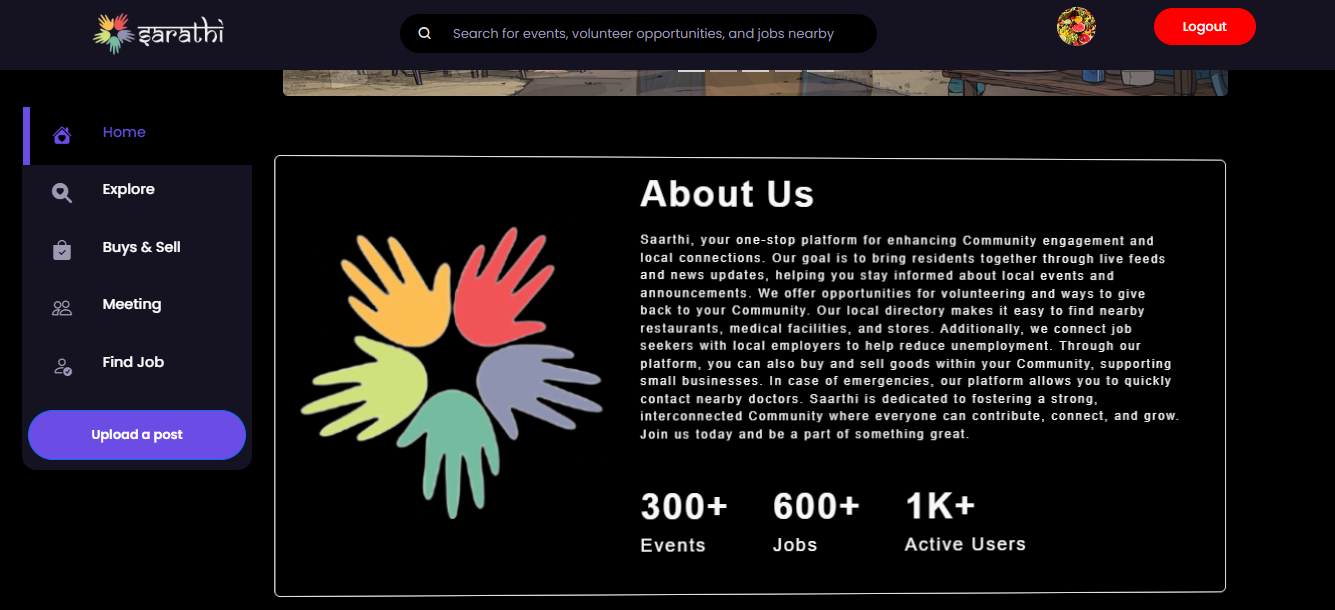 sarathi
Search for events, volunteer opportunities, and jobs nearby
Logout
Home
Explore
Buys & Sell
Meeting
Find Job
Upload a post
About Us
Saarthi, your one-stop platform for enhancing Community engagement and
local connections. Our goal is to bring residents together through live feeds
and news updates, helping you stay informed about local events and
announcements. We offer opportunities for volunteering and ways to give
back to your Community. Our local directory makes it easy to find nearby
restaurants, medical facilities, and stores. Additionally, we connect job
seekers with local employers to help reduce unemployment. Through our
platform, you can also buy and sell goods within your Community, supporting
small businesses. In case of emergencies, our platform allows you to quickly
contact nearby doctors. Saarthi is dedicated to fostering a strong,
interconnected Community where everyone can contribute, connect, and grow.
Join us today and be a part of something great.
300+ 600+ 1K+
Events Jobs Active Users